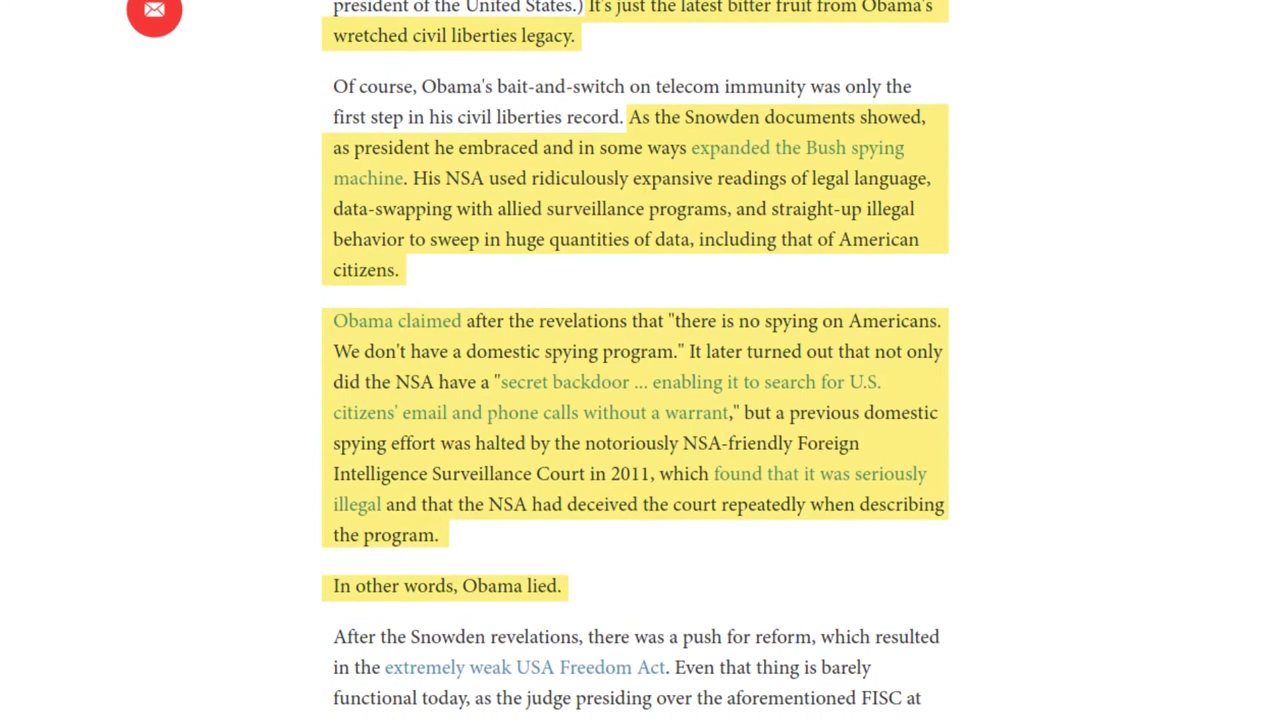 president of the United States.) It's just the latest bitter fruit from Obama's
wretched civil liberties legacy.
Of course, Obama's bait-and-switch on telecom immunity was only the
first step in his civil liberties record. As the Snowden documents showed,
as president he embraced and in some ways expanded the Bush spying
machine. His NSA used ridiculously expansive readings of legal language,
data-swapping with allied surveillance programs, and straight-up illegal
behavior to sweep in huge quantities of data, including that of American
citizens.
Obama claimed after the revelations that "there is no spying on Americans.
We don't have a domestic spying program." It later turned out that not only
did the NSA have a "secret backdoor ... enabling it to search for U.S.
citizens' email and phone calls without a warrant," but a previous domestic
spying effort was halted by the notoriously NSA-friendly Foreign
Intelligence Surveillance Court in 2011, which found that it was seriously
illegal and that the NSA had deceived the court repeatedly when describing
the program.
In other words, Obama lied.
After the Snowden revelations, there was a push for reform, which resulted
in the extremely weak USA Freedom Act. Even that thing is barely
functional today, as the judge presiding over the aforementioned FISC at